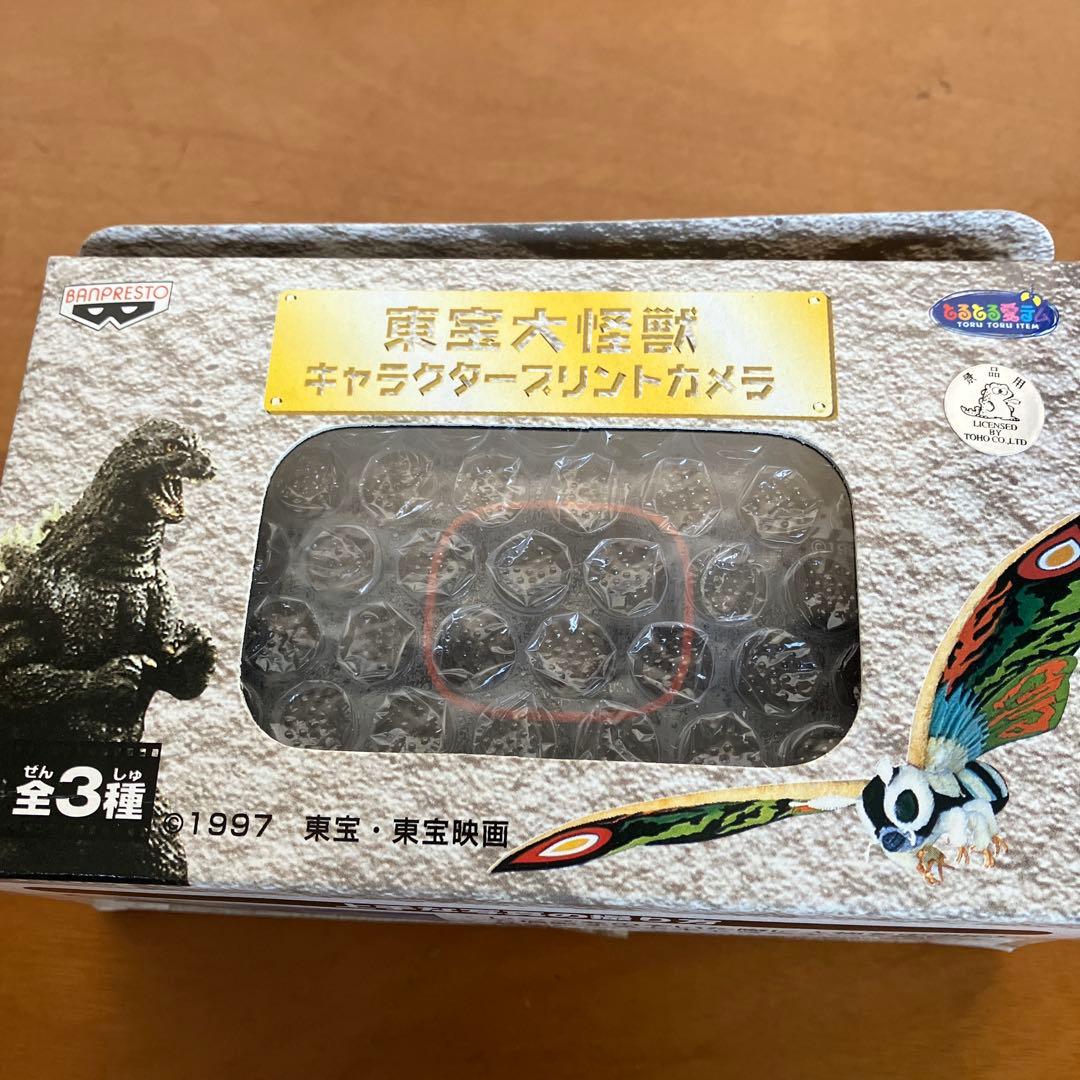 BANPRESTO
東宝大怪獣
キャラクタープリントカメラ
とるとる愛テム
TORU TORU ITEM
景品用
LICENSED
BY
TOHO CO.,LTD
ぜん しゅ
全3種
©1997 東宝・東宝映画